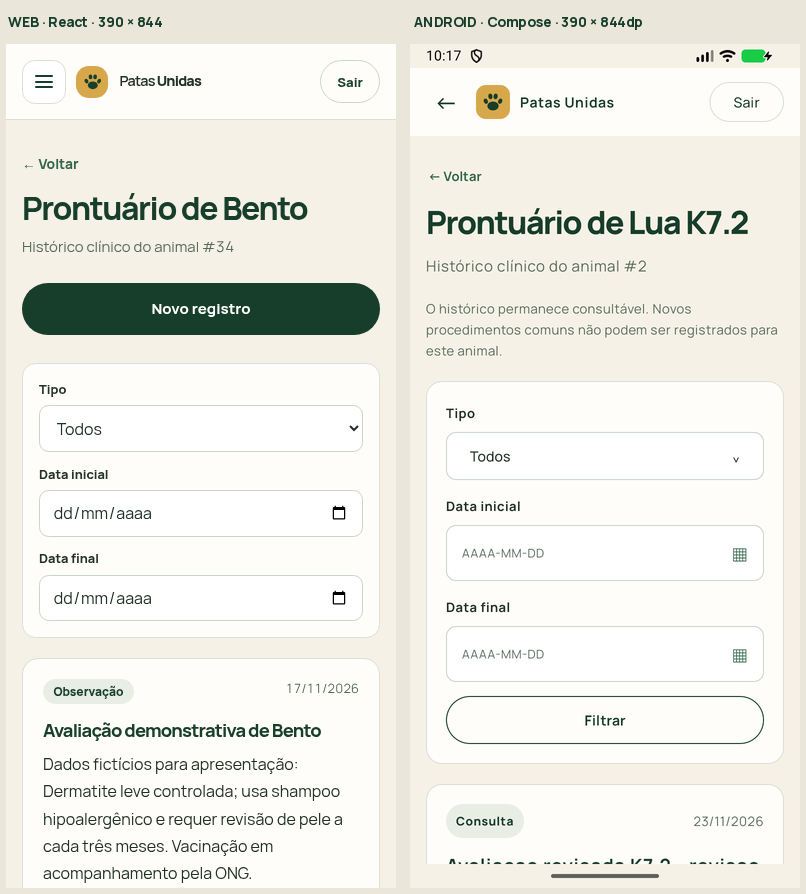 WEB · React · 390 × 844
Patas Unidas
Sair
← Voltar
Prontuário de Bento
Histórico clínico do animal #34
Novo registro
Tipo
Todos
Data inicial
dd/mm/aaaa
Data final
dd/mm/aaaa
Observação
17/11/2026
Avaliação demonstrativa de Bento
Dados fictícios para apresentação:
Dermatite leve controlada; usa shampoo
hipoalergênico e requer revisão de pele a
cada três meses. Vacinação em
acompanhamento pela ONG.
ANDROID · Compose · 390 × 844dp
10:17
Patas Unidas
Sair
← Voltar
Prontuário de Lua K7.2
Histórico clínico do animal #2
O histórico permanece consultável. Novos
procedimentos comuns não podem ser registrados para
este animal.
Tipo
Todos
Data inicial
AAAA-MM-DD
Data final
AAAA-MM-DD
Filtrar
Consulta
23/11/2026